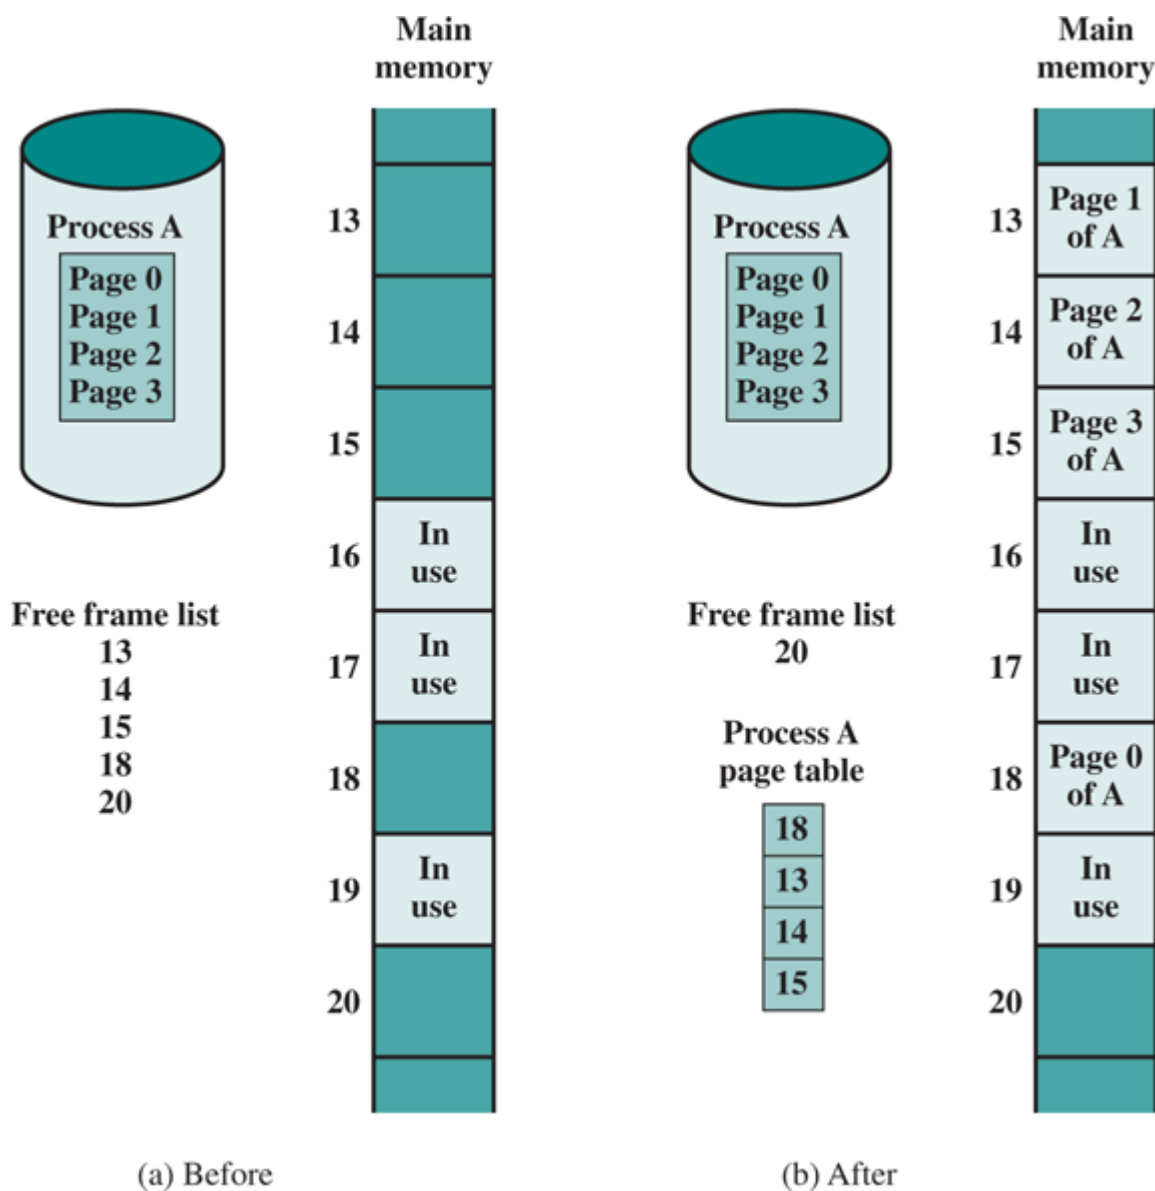 Main
memory
Process A
Page 0
Page 1
Page 2
Page 3
13
14
15
16
In
use
17
In
use
18
19
In
use
20
Free frame list
13
14
15
18
20
(a) Before
Main
memory
Process A
Page 0
Page 1
Page 2
Page 3
13
Page 1
of A
14
Page 2
of A
15
Page 3
of A
16
In
use
17
In
use
18
Page 0
of A
19
In
use
20
Free frame list
20
Process A
page table
18
13
14
15
(b) After